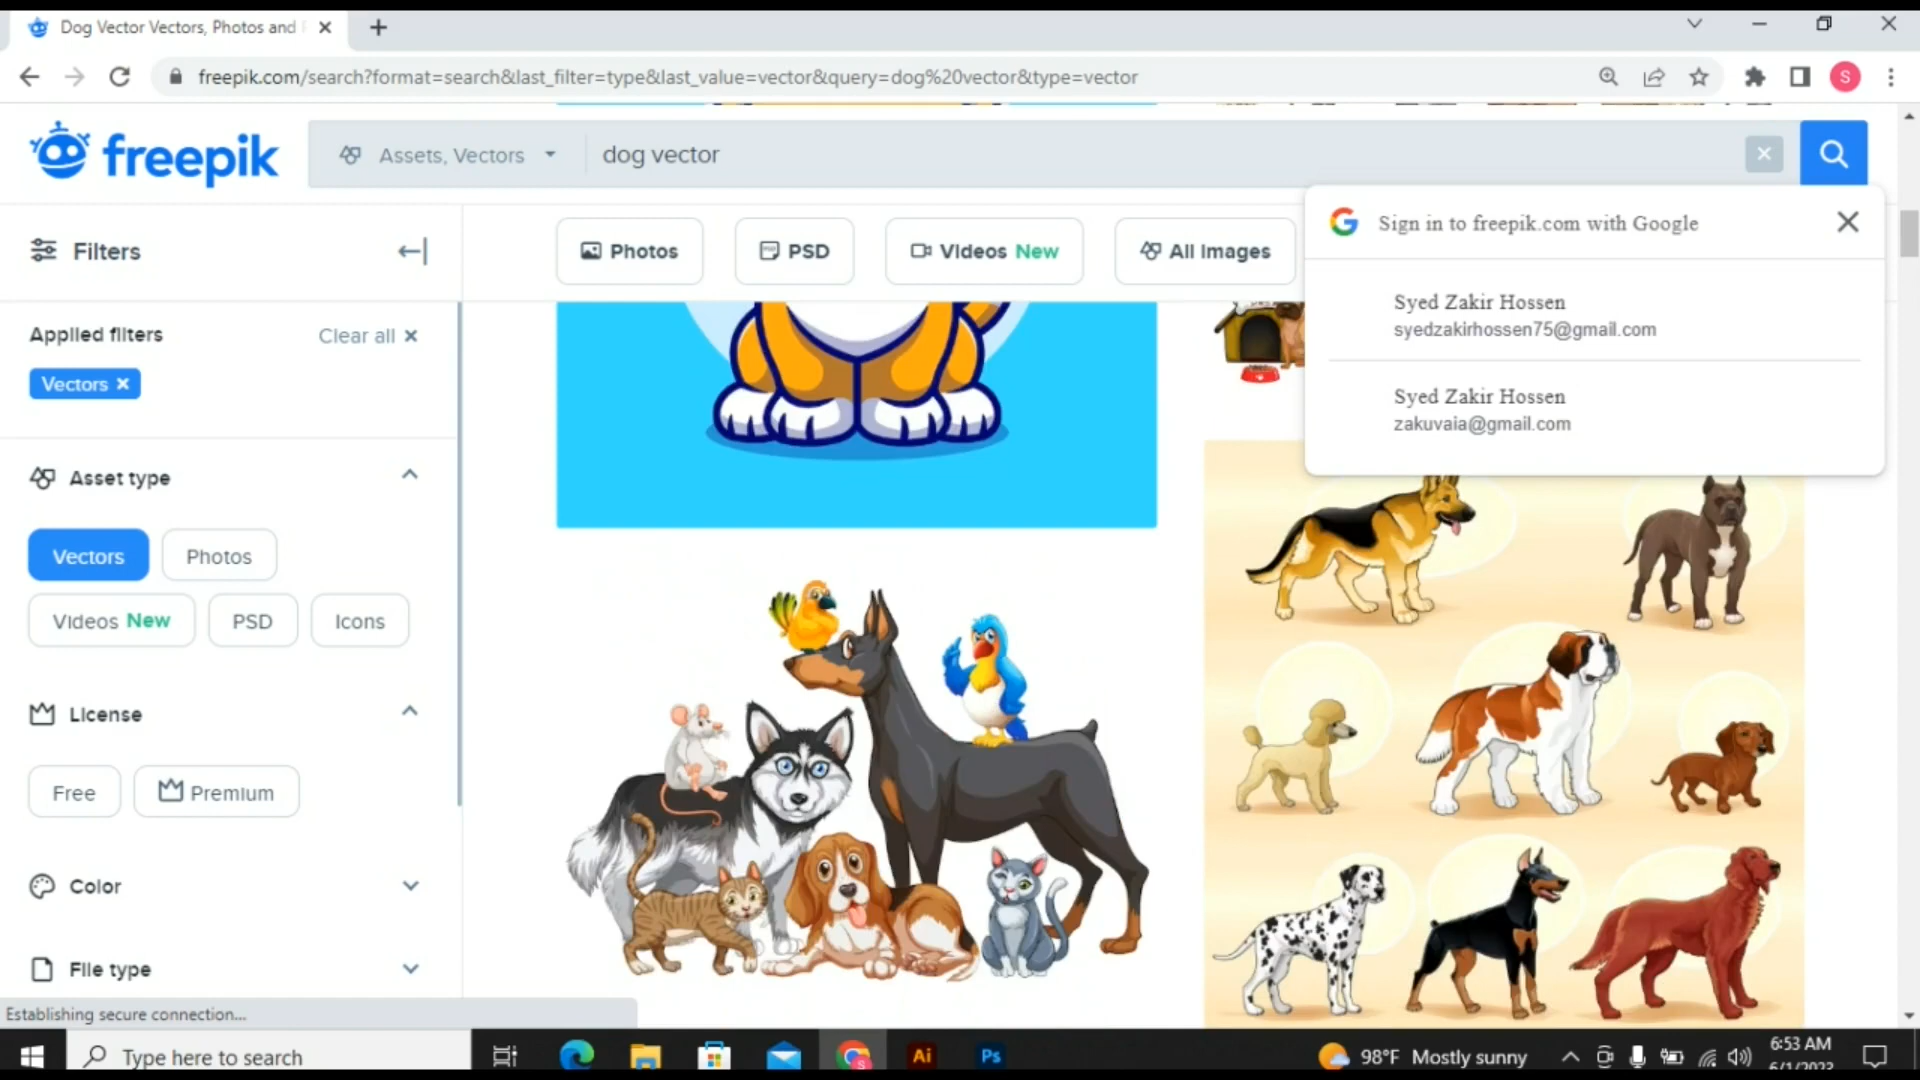 Dog Vector Vectors, Photos and
freepik.com/search?format=search&last_filter=type&last_value=vector&query=dog%20vector&type=vector
S
freepik
Assets, Vectors
dog vector
Filters
Photos
PSD
Videos New
All Images
Sign in to freepik.com with Google
Syed Zakir Hossen
syedzakirhossen75@gmail.com
Syed Zakir Hossen
zakuvaia@gmail.com
Applied filters
Clear all
Vectors
Asset type
Vectors
Photos
Videos New
PSD
Icons
License
Free
Premium
Color
File type
Establishing secure connection...
Type here to search
Ai
Ps
98°F Mostly sunny
6:53 AM
6/1/2023